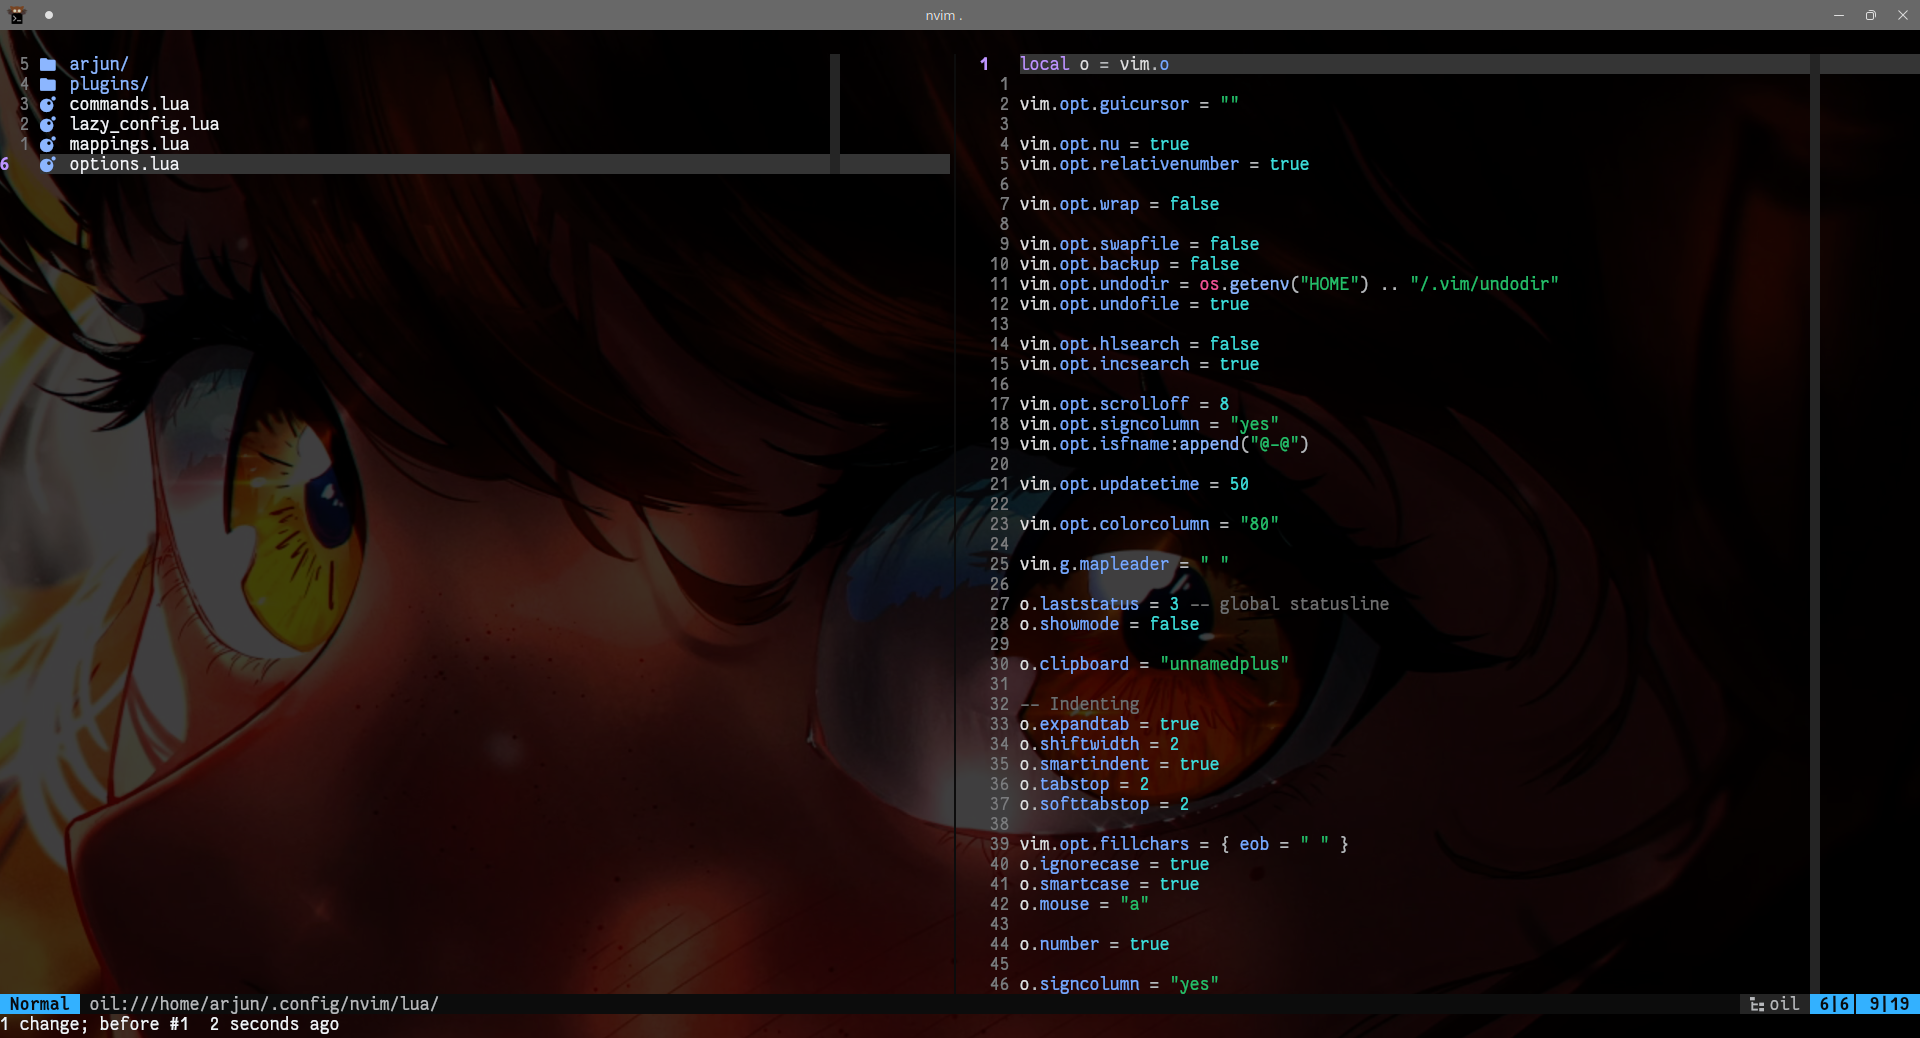 nvim .
5 arjun/
4 plugins/
3 commands.lua
2 lazy_config.lua
1 mappings.lua
6 options.lua
1 local o = vim.o
1
2 vim.opt.guicursor = ""
3
4 vim.opt.nu = true
5 vim.opt.relativenumber = true
6
7 vim.opt.wrap = false
8
9 vim.opt.swapfile = false
10 vim.opt.backup = false
11 vim.opt.undodir = os.getenv("HOME") .. "/.vim/undodir"
12 vim.opt.undofile = true
13
14 vim.opt.hlsearch = false
15 vim.opt.incsearch = true
16
17 vim.opt.scrolloff = 8
18 vim.opt.signcolumn = "yes"
19 vim.opt.isfname:append("@-@")
20
21 vim.opt.updatetime = 50
22
23 vim.opt.colorcolumn = "80"
24
25 vim.g.mapleader = " "
26
27 o.laststatus = 3 -- global statusline
28 o.showmode = false
29
30 o.clipboard = "unnamedplus"
31
32 -- Indenting
33 o.expandtab = true
34 o.shiftwidth = 2
35 o.smartindent = true
36 o.tabstop = 2
37 o.softtabstop = 2
38
39 vim.opt.fillchars = { eob = " " }
40 o.ignorecase = true
41 o.smartcase = true
42 o.mouse = "a"
43
44 o.number = true
45
46 o.signcolumn = "yes"
Normal oil:///home/arjun/.config/nvim/lua/ oil 6|6 9|19
1 change; before #1 2 seconds ago